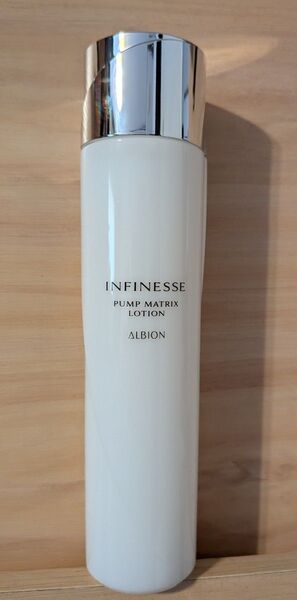 INFINESSE
PUMP MATRIX
LOTION
ALBION